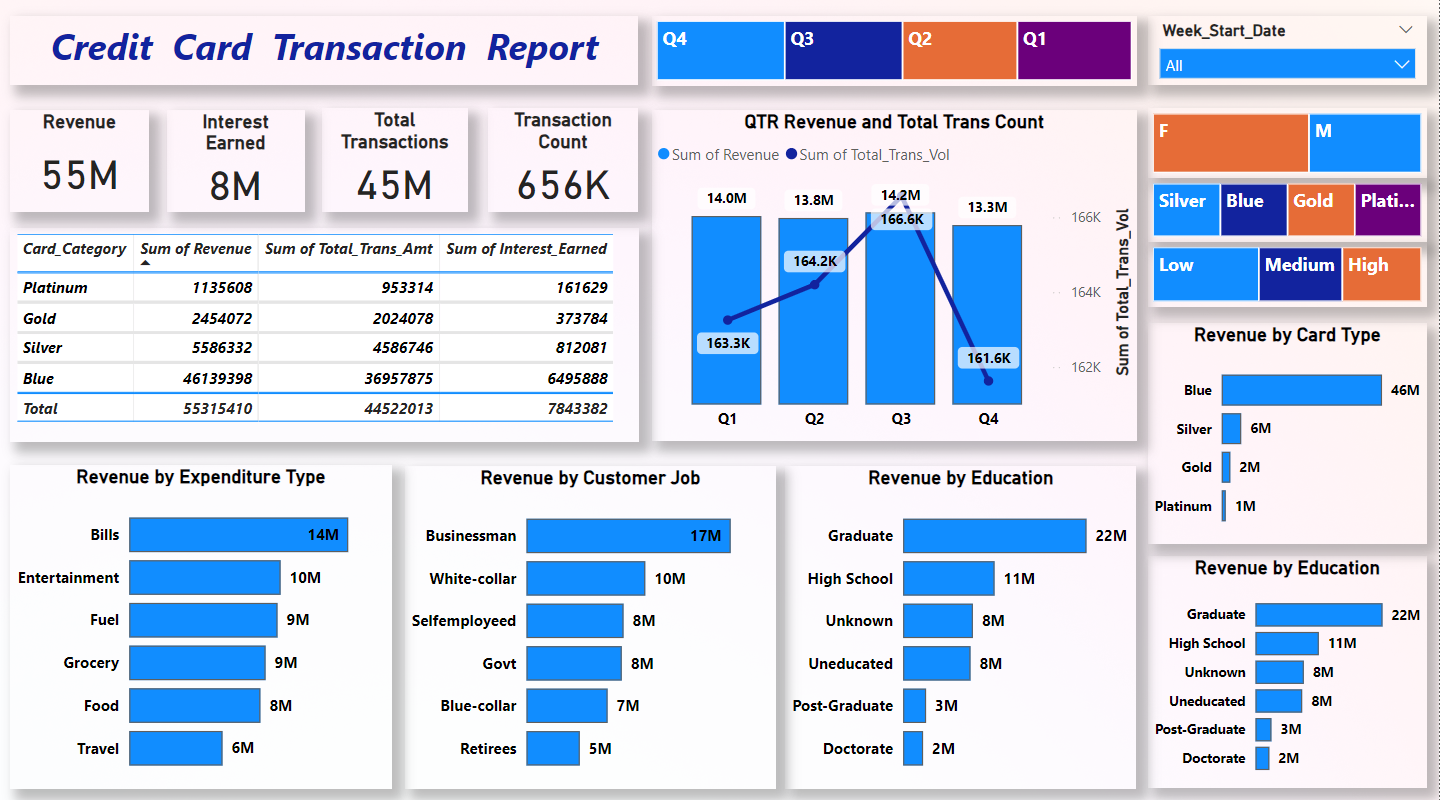 Credit Card Transaction Report
Q4 Q3 Q2 Q1
Week_Start_Date
All
Revenue
55M
Interest
Earned
8M
Total
Transactions
45M
Transaction
Count
656K
Card_Category Sum of Revenue Sum of Total_Trans_Amt Sum of Interest_Earned
Platinum 1135608 953314 161629
Gold 2454072 2024078 373784
Silver 5586332 4586746 812081
Blue 46139398 36957875 6495888
Total 55315410 44522013 7843382
QTR Revenue and Total Trans Count
Sum of Revenue Sum of Total_Trans_Vol
14.0M 13.8M 14.2M 13.3M
163.3K 164.2K 166.6K 161.6K
166K
164K
162K
Sum of Total_Trans_Vol
Q1 Q2 Q3 Q4
F M
Silver Blue Gold Plati...
Low Medium High
Revenue by Card Type
Blue 46M
Silver 6M
Gold 2M
Platinum 1M
Revenue by Expenditure Type
Bills 14M
Entertainment 10M
Fuel 9M
Grocery 9M
Food 8M
Travel 6M
Revenue by Customer Job
Businessman 17M
White-collar 10M
Selfemployeed 8M
Govt 8M
Blue-collar 7M
Retirees 5M
Revenue by Education
Graduate 22M
High School 11M
Unknown 8M
Uneducated 8M
Post-Graduate 3M
Doctorate 2M
Revenue by Education
Graduate 22M
High School 11M
Unknown 8M
Uneducated 8M
Post-Graduate 3M
Doctorate 2M